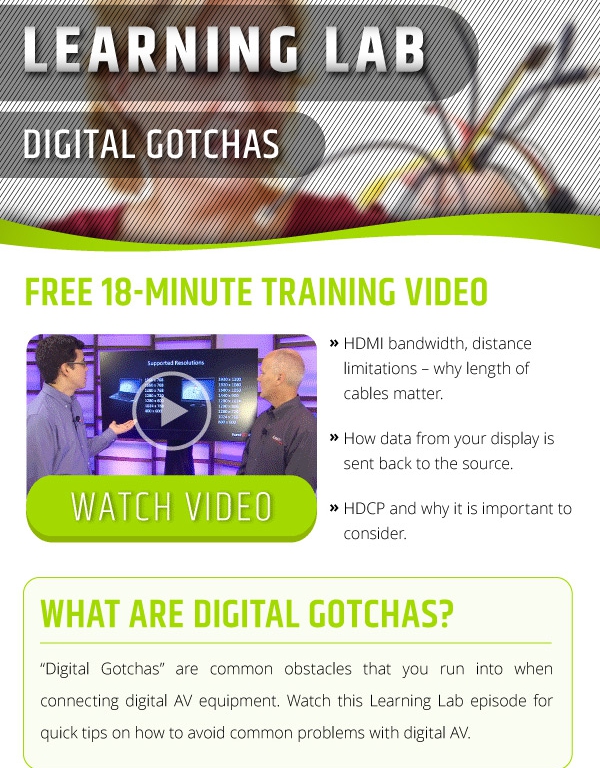 LEARNING LAB
DIGITAL GOTCHAS
FREE 18-MINUTE TRAINING VIDEO
Supported Resolutions
WATCH VIDEO
» HDMI bandwidth, distance
limitations – why length of
cables matter.
» How data from your display is
sent back to the source.
» HDCP and why it is important to
consider.
WHAT ARE DIGITAL GOTCHAS?
“Digital Gotchas” are common obstacles that you run into when
connecting digital AV equipment. Watch this Learning Lab episode for
quick tips on how to avoid common problems with digital AV.